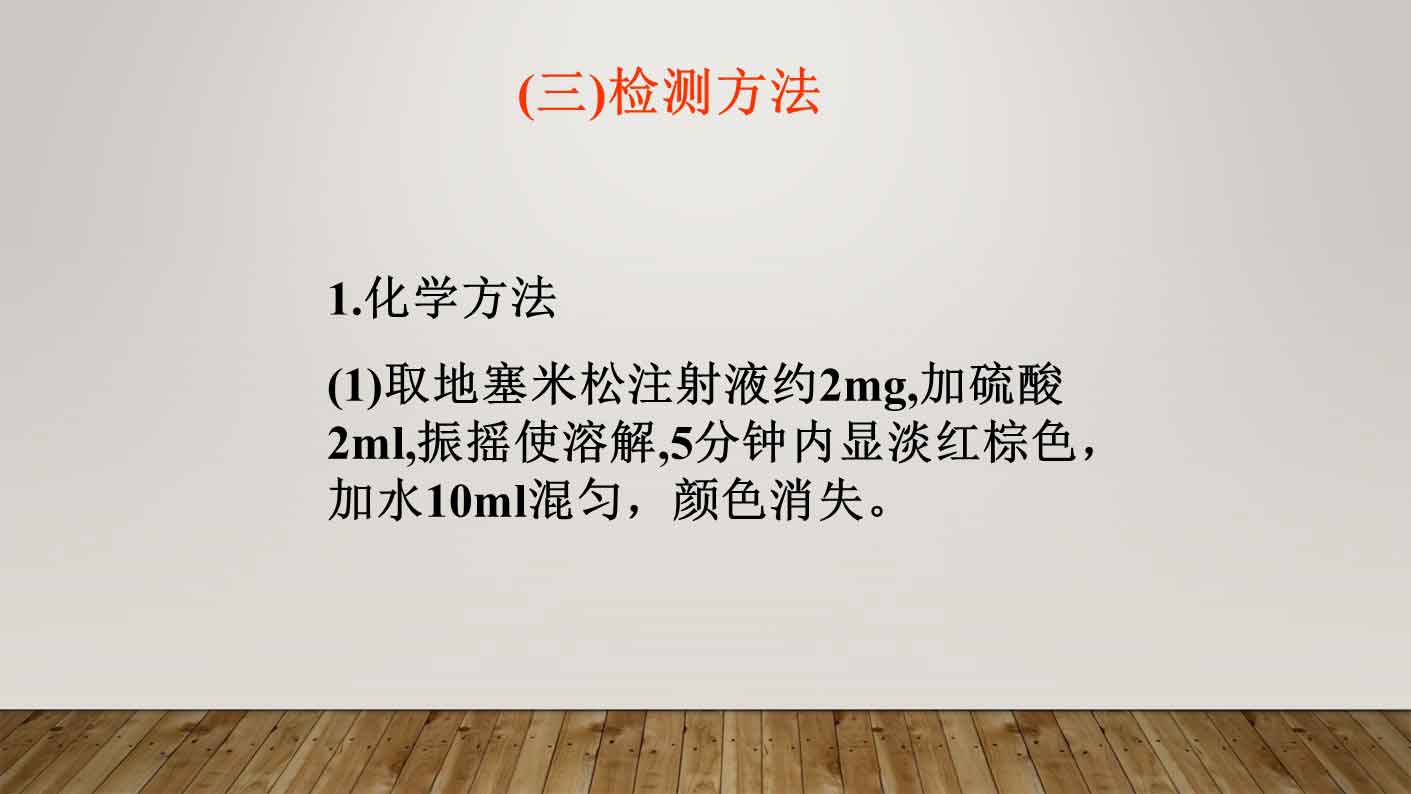 (三)检测方法
1.化学方法
(1)取地塞米松注射液约2mg,加硫酸
2ml,振摇使溶解,5分钟内显淡红棕色，
加水10ml混匀，颜色消失。